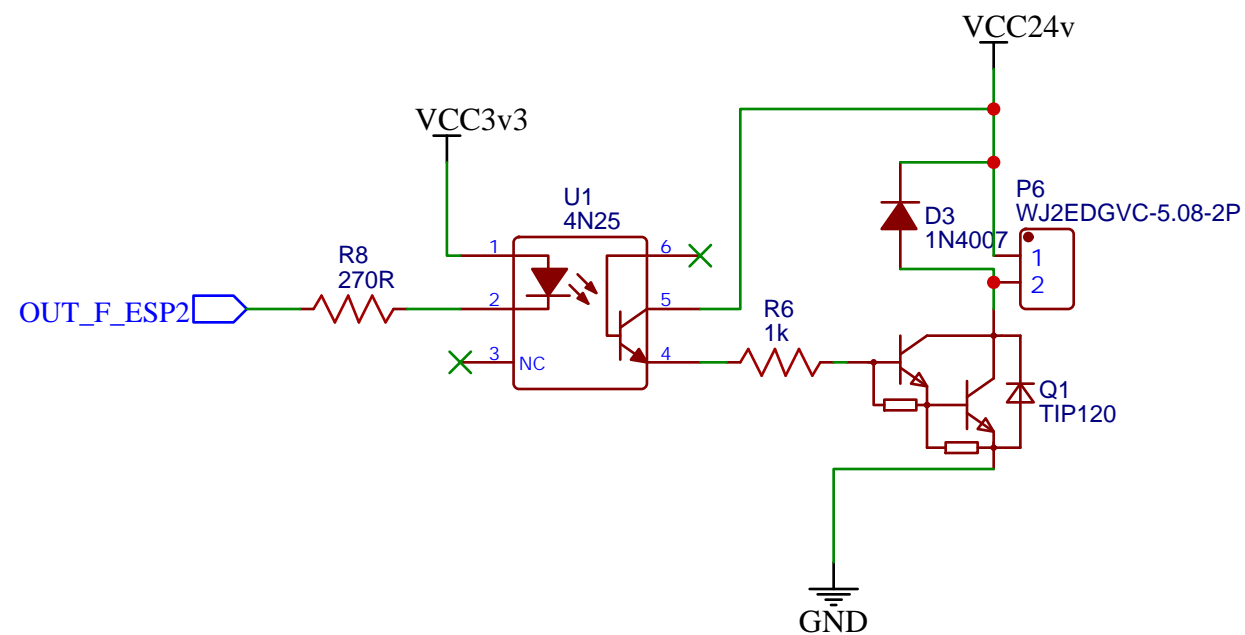 VCC24v
VCC3v3
P6
WJ2EDGVC-5.08-2P
U1
4N25
D3
1N4007
1
6
1
R8
270R
2
OUT_F_ESP2
2
5
R6
1k
3
NC
4
Q1
TIP120
GND